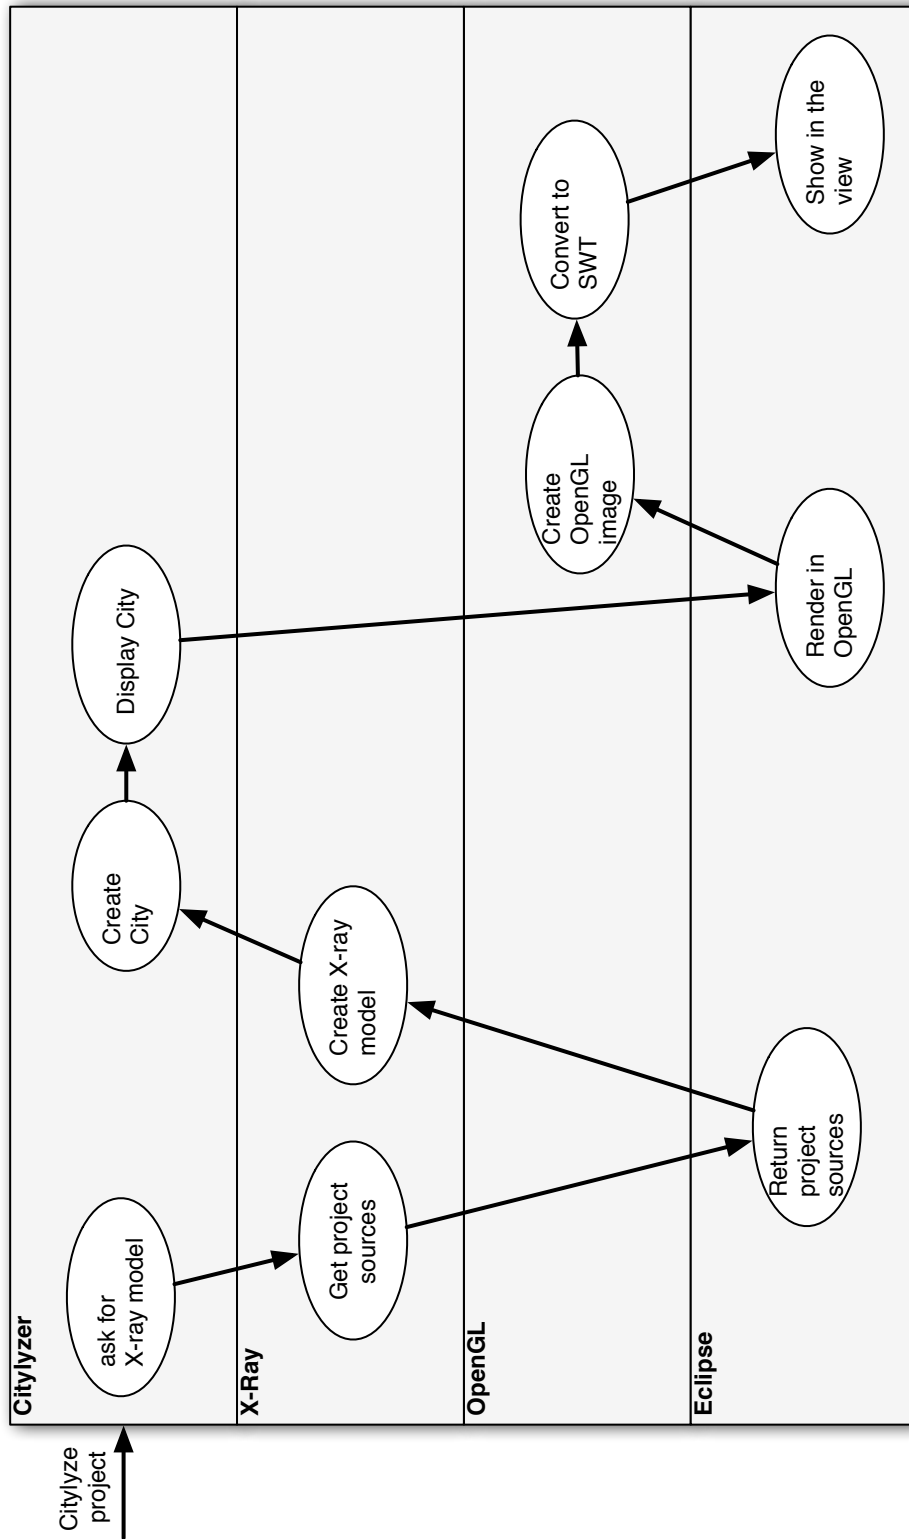 Citylyze
project
Citylyzer
ask for
X-ray model
Create
City
Display City
X-Ray
Get project
sources
Create X-ray
model
OpenGL
Create
OpenGL
image
Convert to
SWT
Eclipse
Return
project
sources
Render in
OpenGL
Show in the
view